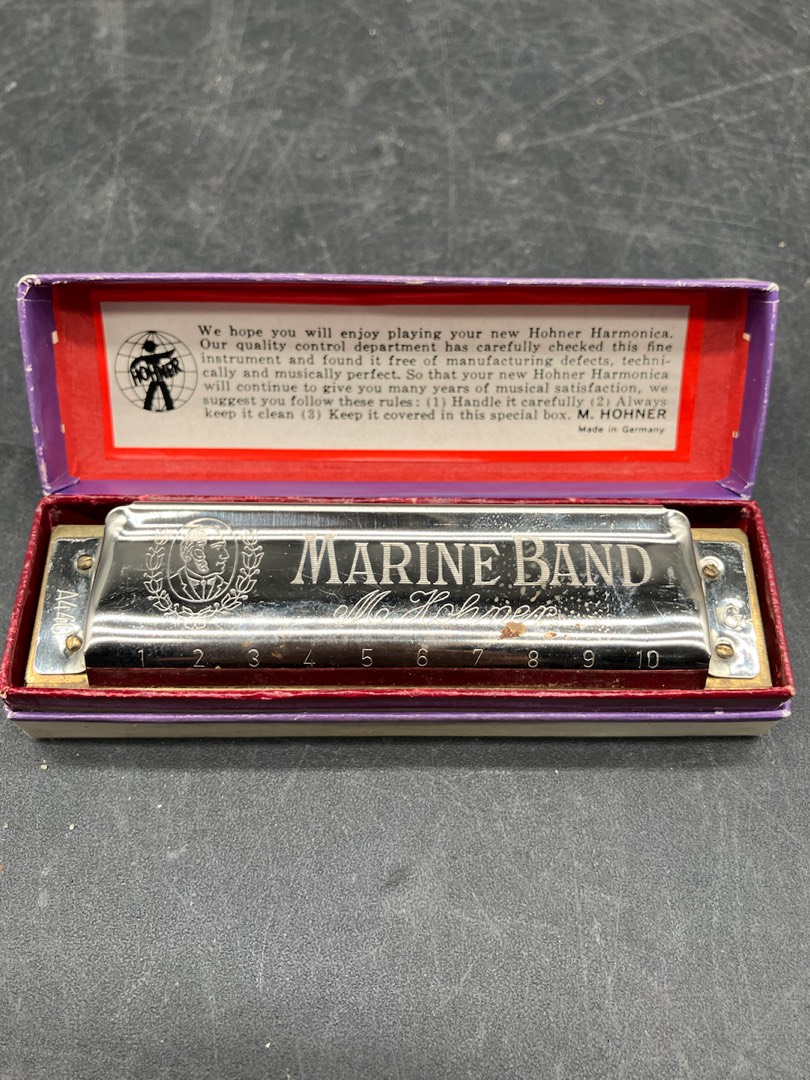 We hope you will enjoy playing your new Hohner Harmonica.
Our quality control department has carefully checked this fine
instrument and found it free of manufacturing defects, techni-
cally and musically perfect. So that your new Hohner Harmonica
will continue to give you many years of musical satisfaction, we
suggest you follow these rules: (1) Handle it carefully (2) Always
keep it clean (3) Keep it covered in this special box. M. HOHNER
Made in Germany
HOHNER
MARINE BAND
M. Hohner
A440
1 2 3 4 5 6 7 8 9 10